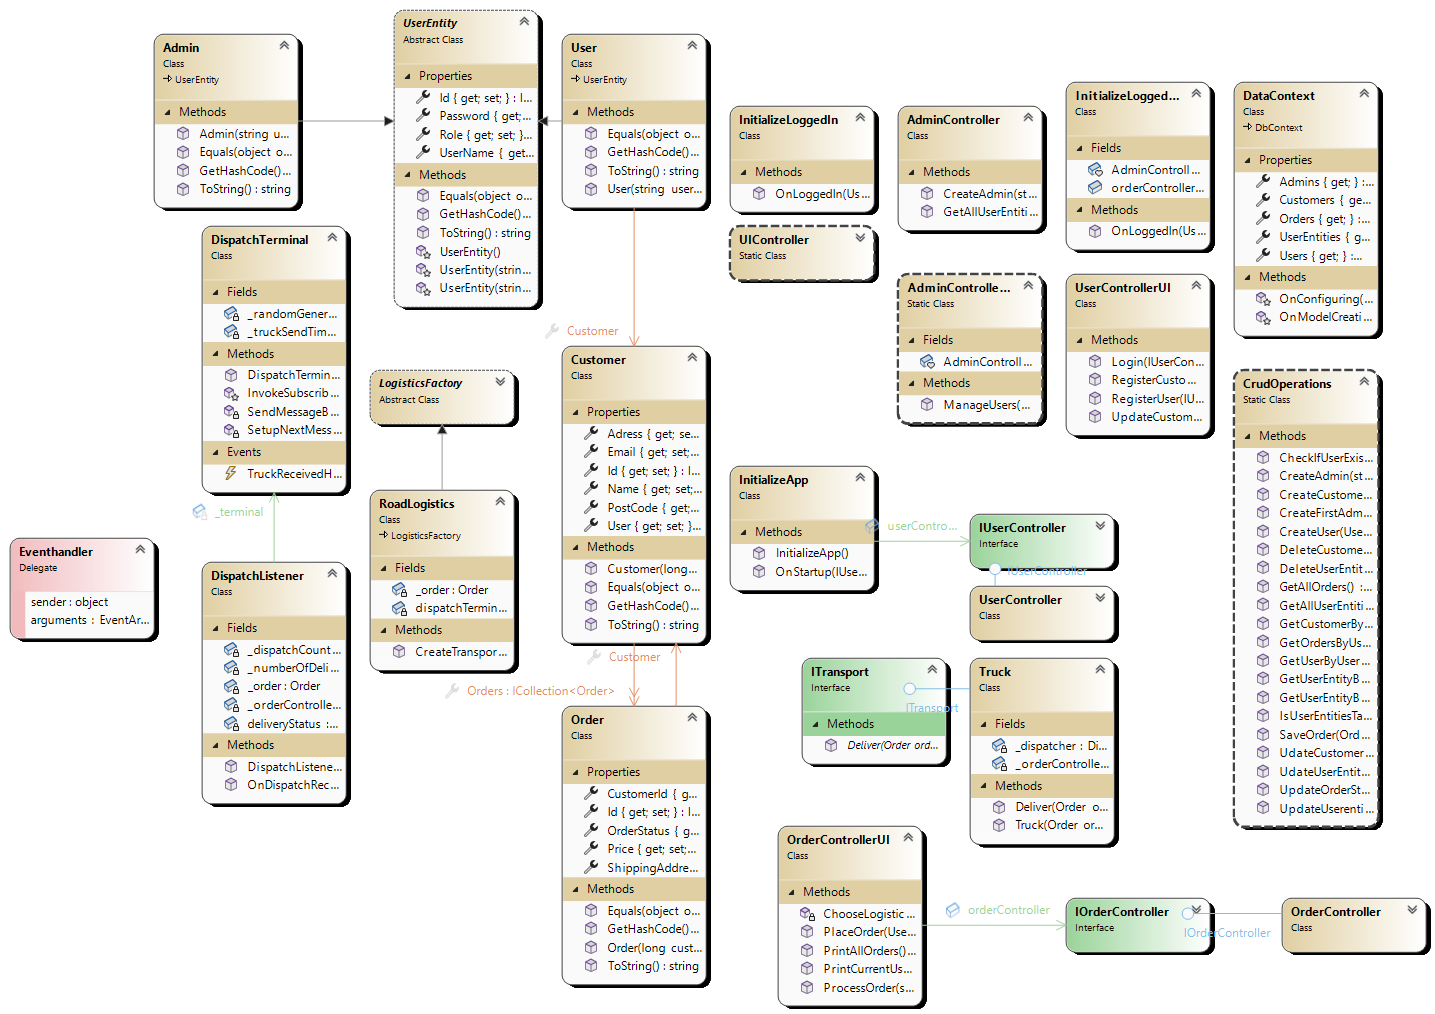 Admin
Class
UserEntity
Methods
Admin(string u...
Equals(object o...
GetHashCode()...
ToString() : string
UserEntity
Abstract Class
Properties
Id { get; set; } : I...
Password { get;...
Role { get; set; }...
UserName { get...
Methods
Equals(object o...
GetHashCode()...
ToString() : string
UserEntity()
UserEntity(strin...
UserEntity(strin...
User
Class
UserEntity
Methods
Equals(object o...
GetHashCode()...
ToString() : string
User(string user...
InitializeLoggedIn
Class
Methods
OnLoggedIn(Us...
UIController
Static Class
AdminController
Class
Methods
CreateAdmin(st...
GetAllUserEntiti...
InitializeLogged...
Class
Fields
AdminControll...
orderController...
Methods
OnLoggedIn(Us...
DataContext
Class
DbContext
Properties
Admins { get; } :...
Customers { ge...
Orders { get; } :...
UserEntities { g...
Users { get; } :...
Methods
OnConfiguring(...
OnModelCreati...
DispatchTerminal
Class
Fields
_randomGener...
_truckSendTim...
Methods
DispatchTermin...
InvokeSubscrib...
SendMessageB...
SetupNextMess...
Events
TruckReceivedH...
_terminal
Customer
LogisticsFactory
Abstract Class
Customer
Class
Properties
Adress { get; se...
Email { get; set;...
Id { get; set; } : I...
Name { get; set;...
PostCode { get;...
User { get; set; }...
Methods
Customer(long...
Equals(object o...
GetHashCode()...
ToString() : string
AdminControlle...
Static Class
Fields
AdminControll...
Methods
ManageUsers(...
UserControllerUI
Class
Methods
Login(IUserCon...
RegisterCusto...
RegisterUser(IU...
UpdateCustom...
CrudOperations
Static Class
Methods
CheckIfUserExis...
CreateAdmin(st...
CreateCustome...
CreateFirstAdm...
CreateUser(Use...
DeleteCustome...
DeleteUserEntit...
GetAllOrders() :...
GetAllUserEntiti...
GetCustomerBy...
GetOrdersByUs...
GetUserByUser...
GetUserEntityB...
GetUserEntityB...
IsUserEntitiesTa...
SaveOrder(Ord...
UdateCustomer...
UdateUserEntit...
UpdateOrderSt...
UpdateUserenti...
Eventhandler
Delegate
sender : object
arguments : EventAr...
DispatchListener
Class
Fields
_dispatchCount...
_numberOfDeli...
_order : Order
_orderControlle...
deliveryStatus :...
Methods
DispatchListene...
OnDispatchRec...
RoadLogistics
Class
LogisticsFactory
Fields
_order : Order
dispatchTermin...
Methods
CreateTranspor...
InitializeApp
Class
Methods
InitializeApp()
OnStartup(IUse...
userContro...
IUserController
Interface
IUserController
UserController
Class
Customer
Orders : ICollection<Order>
Order
Class
Properties
CustomerId { g...
Id { get; set; } : I...
OrderStatus { g...
Price { get; set;...
ShippingAddre...
Methods
Equals(object o...
GetHashCode()...
Order(long cust...
ToString() : string
ITransport
Interface
Methods
Deliver(Order ord...
ITransport
Truck
Class
Fields
_dispatcher : Di...
_orderControlle...
Methods
Deliver(Order o...
Truck(Order or...
OrderControllerUI
Class
Methods
ChooseLogistic...
PlaceOrder(Use...
PrintAllOrders()...
PrintCurrentUs...
ProcessOrder(s...
orderController
IOrderController
Interface
IOrderController
OrderController
Class